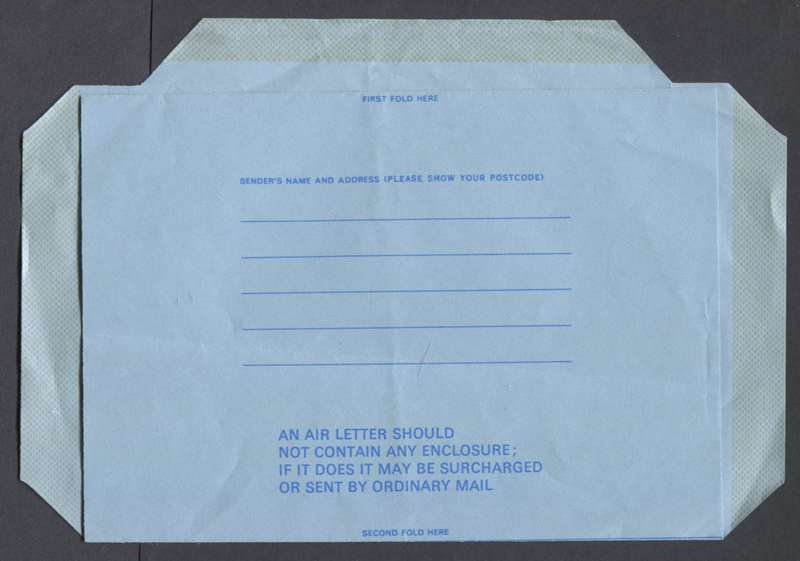 FIRST FOLD HERE
SENDER'S NAME AND ADDRESS (PLEASE SHOW YOUR POSTCODE)
AN AIR LETTER SHOULD
NOT CONTAIN ANY ENCLOSURE;
IF IT DOES IT MAY BE SURCHARGED
OR SENT BY ORDINARY MAIL
SECOND FOLD HERE